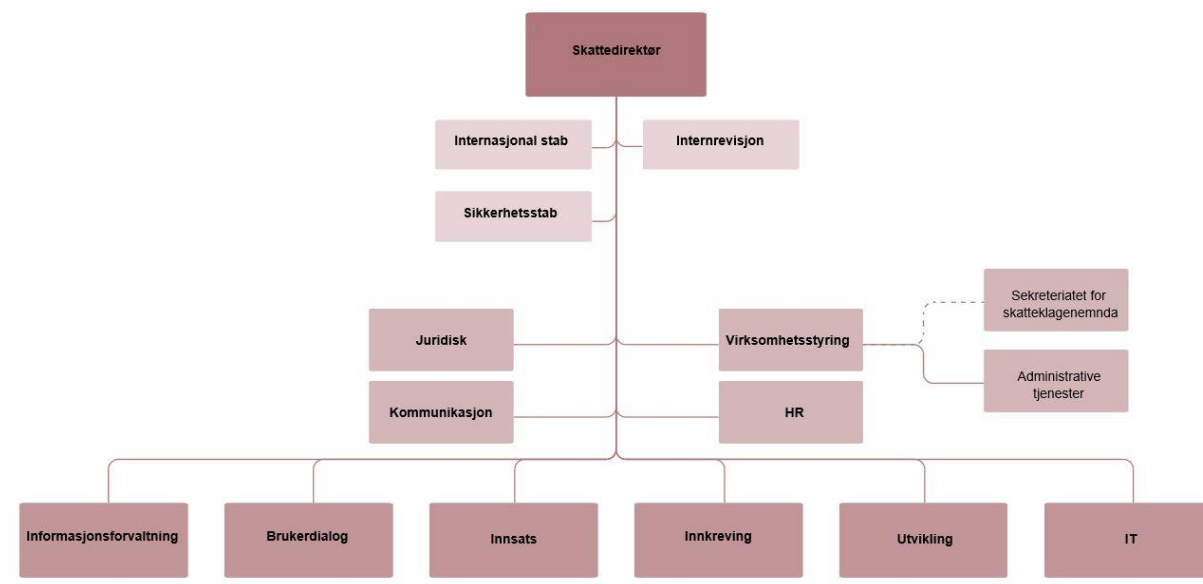 Skattedirektør
Internasjonal stab
Internrevisjon
Sikkerhetsstab
Juridisk
Virksomhetsstyring
Sekreteriatet for
skatteklagenemnda
Administrative
tjenester
Kommunikasjon
HR
Informasjonsforvaltning
Brukerdialog
Innsats
Innkreving
Utvikling
IT